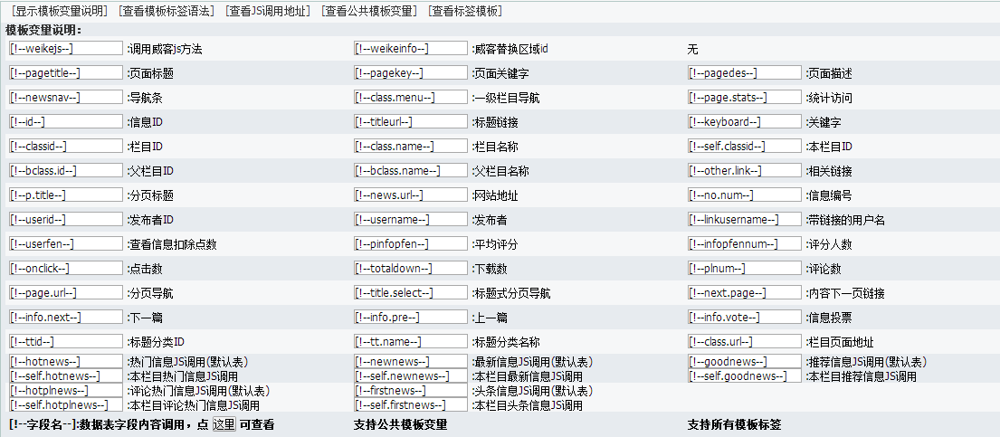 [显示模板变量说明] [查看模板标签语法] [查看JS调用地址] [查看公共模板变量] [查看标签模板]
模板变量说明：
[!--weikejs--] :调用威客js方法 [!--weikeinfo--] :威客替换区域id 无
[!--pagetitle--] :页面标题 [!--pagekey--] :页面关键字 [!--pagedes--] :页面描述
[!--newsnav--] :导航条 [!--class.menu--] :一级栏目导航 [!--page.stats--] :统计访问
[!--id--] :信息ID [!--titleurl--] :标题链接 [!--keyboard--] :关键字
[!--classid--] :栏目ID [!--class.name--] :栏目名称 [!--self.classid--] :本栏目ID
[!--bclass.id--] :父栏目ID [!--bclass.name--] :父栏目名称 [!--other.link--] :相关链接
[!--p.title--] :分页标题 [!--news.url--] :网站地址 [!--no.num--] :信息编号
[!--userid--] :发布者ID [!--username--] :发布者 [!--linkusername--] :带链接的用户名
[!--userfen--] :查看信息扣除点数 [!--pinfopfen--] :平均评分 [!--infopfennum--] :评分人数
[!--onclick--] :点击数 [!--totaldown--] :下载数 [!--plnum--] :评论数
[!--page.url--] :分页导航 [!--title.select--] :标题式分页导航 [!--next.page--] :内容下一页链接
[!--info.next--] :下一篇 [!--info.pre--] :上一篇 [!--info.vote--] :信息投票
[!--ttid--] :标题分类ID [!--tt.name--] :标题分类名称 [!--class.url--] :栏目页面地址
[!--hotnews--] :热门信息JS调用(默认表) [!--newnews--] :最新信息JS调用(默认表) [!--goodnews--] :推荐信息JS调用(默认表)
[!--self.hotnews--] :本栏目热门信息JS调用 [!--self.newnews--] :本栏目最新信息JS调用 [!--self.goodnews--] :本栏目推荐信息JS调用
[!--hotplnews--] :评论热门信息JS调用(默认表) [!--firstnews--] :头条信息JS调用(默认表)
[!--self.hotplnews--] :本栏目评论热门信息JS调用 [!--self.firstnews--] :本栏目头条信息JS调用
[!--字段名--]:数据表字段内容调用，点 这里 可查看 支持公共模板变量 支持所有模板标签